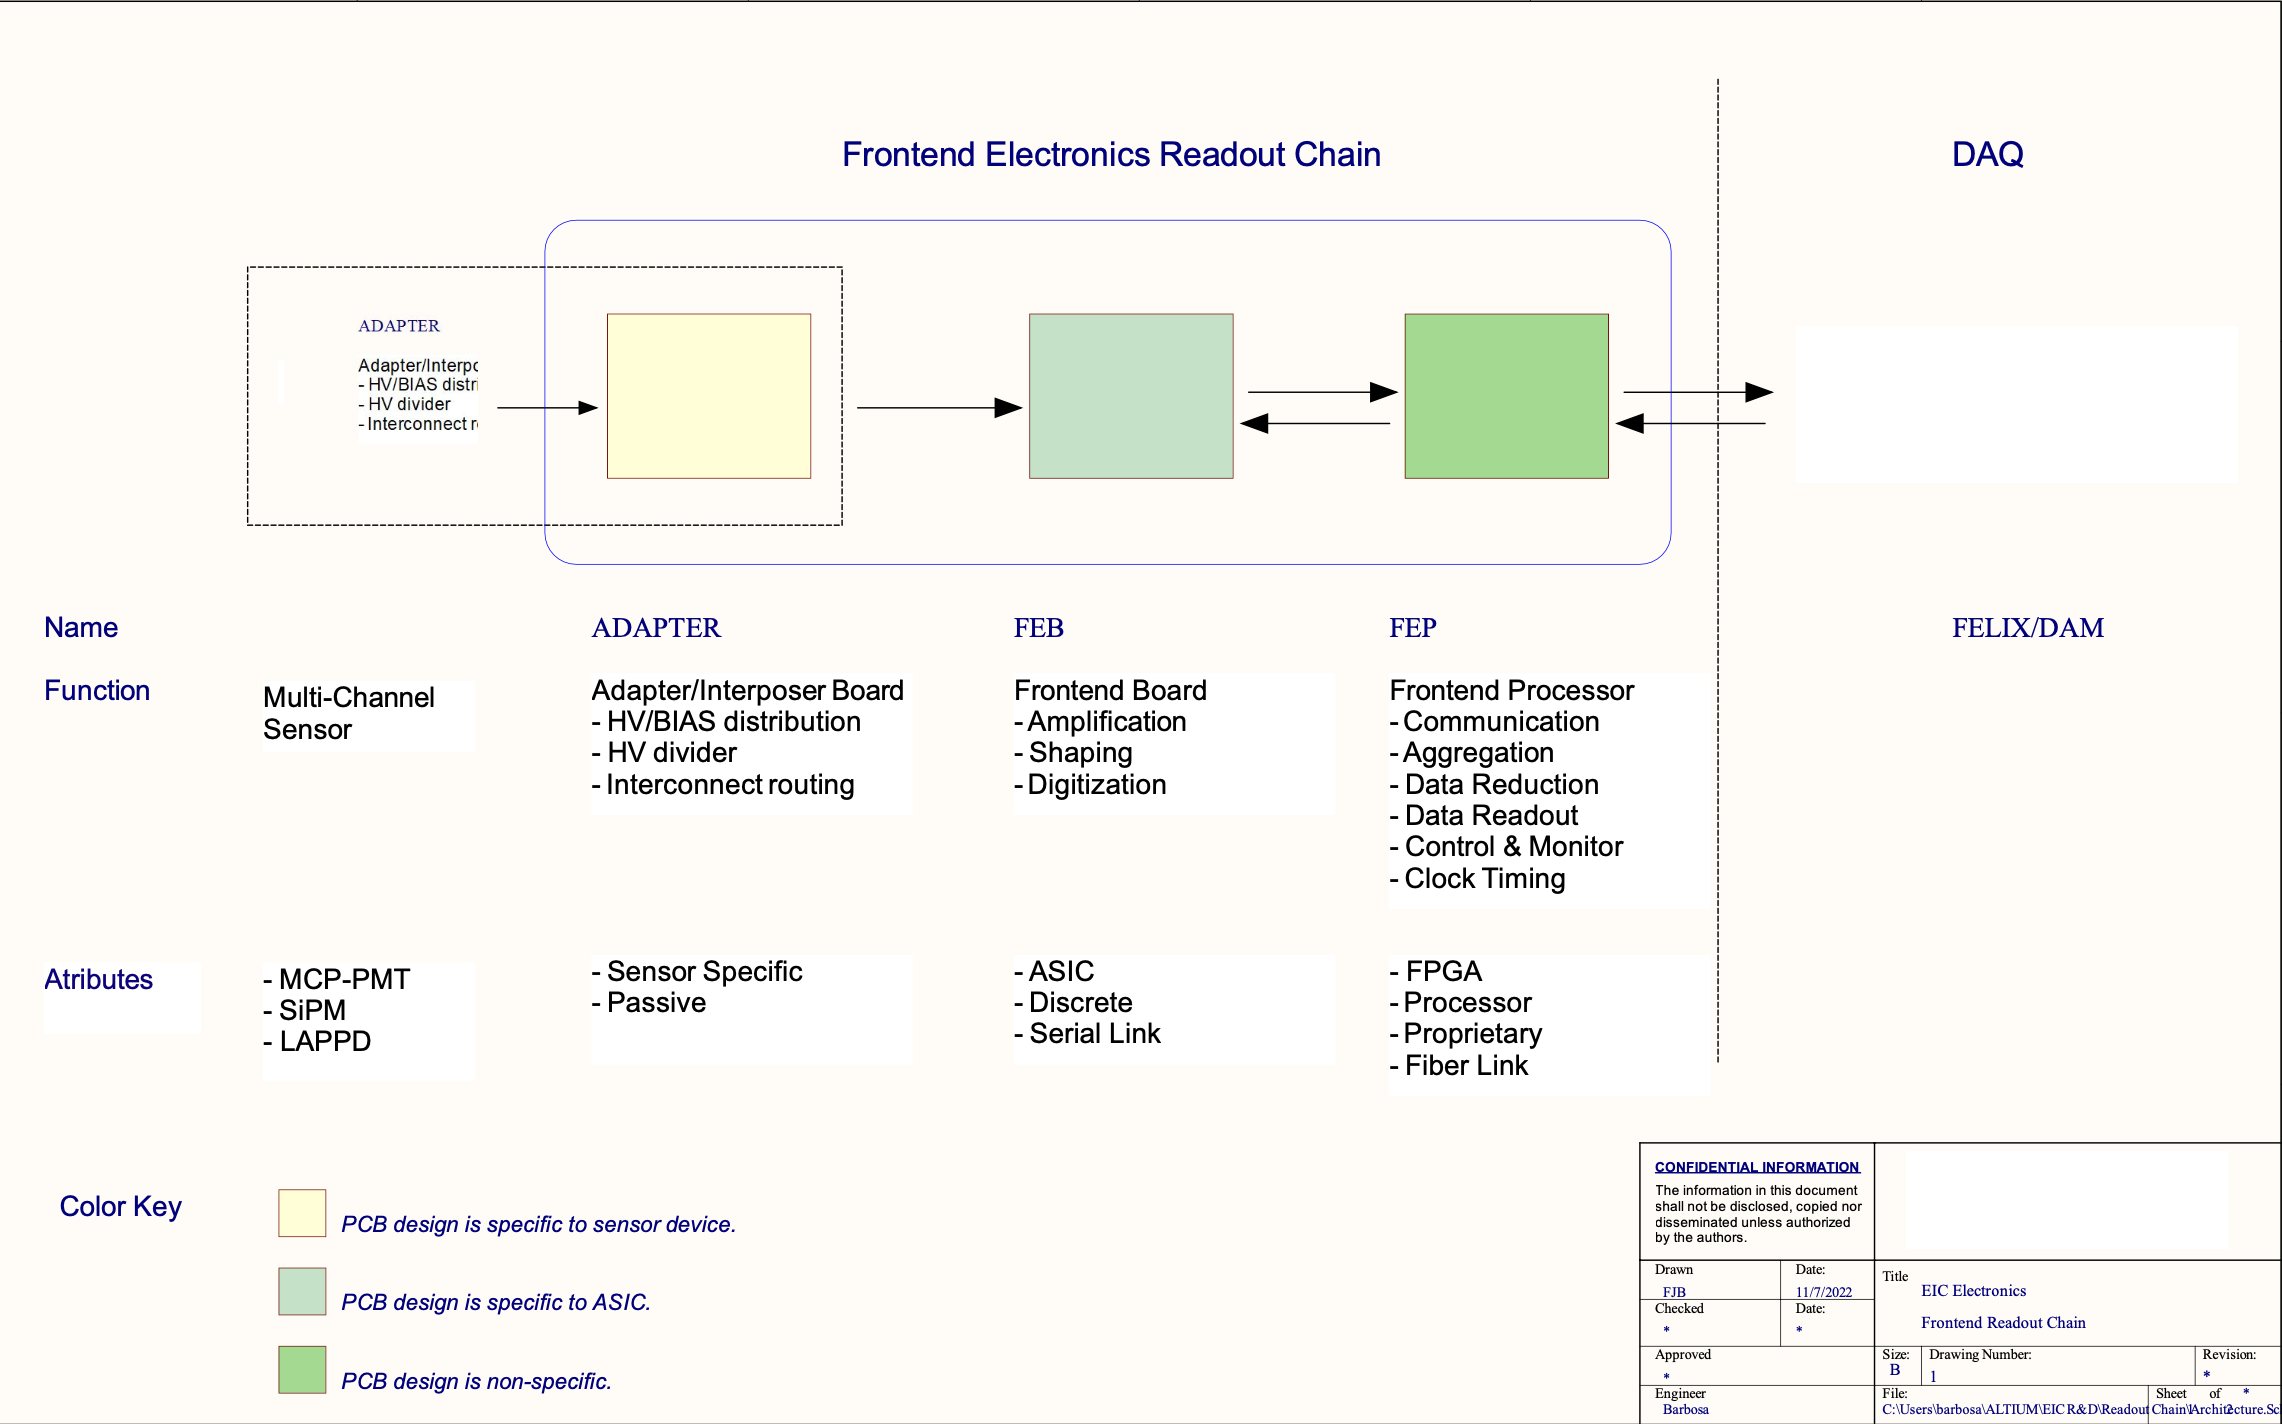 Frontend Electronics Readout Chain
DAQ
ADAPTER
Adapter/Interpo
- HV/BIAS distri
- HV divider
- Interconnect r
Name
ADAPTER
FEB
FEP
FELIX/DAM
Function
Multi-Channel
Sensor
Adapter/Interposer Board
- HV/BIAS distribution
- HV divider
- Interconnect routing
Frontend Board
- Amplification
- Shaping
- Digitization
Frontend Processor
- Communication
- Aggregation
- Data Reduction
- Data Readout
- Control & Monitor
- Clock Timing
Atributes
- MCP-PMT
- SiPM
- LAPPD
- Sensor Specific
- Passive
- ASIC
- Discrete
- Serial Link
- FPGA
- Processor
- Proprietary
- Fiber Link
Color Key
PCB design is specific to sensor device.
PCB design is specific to ASIC.
PCB design is non-specific.
CONFIDENTIAL INFORMATION
The information in this document
shall not be disclosed, copied nor
disseminated unless authorized
by the authors.
Drawn
FJB
Date:
11/7/2022
Checked
*
Date:
*
Approved
*
Engineer
Barbosa
Title
EIC Electronics
Frontend Readout Chain
Size:
B
Drawing Number:
1
Revision:
*
File:
C:\Users\barbosa\ALTIUM\EIC R&D\Readout Chain\Architecture.Sc
Sheet of *